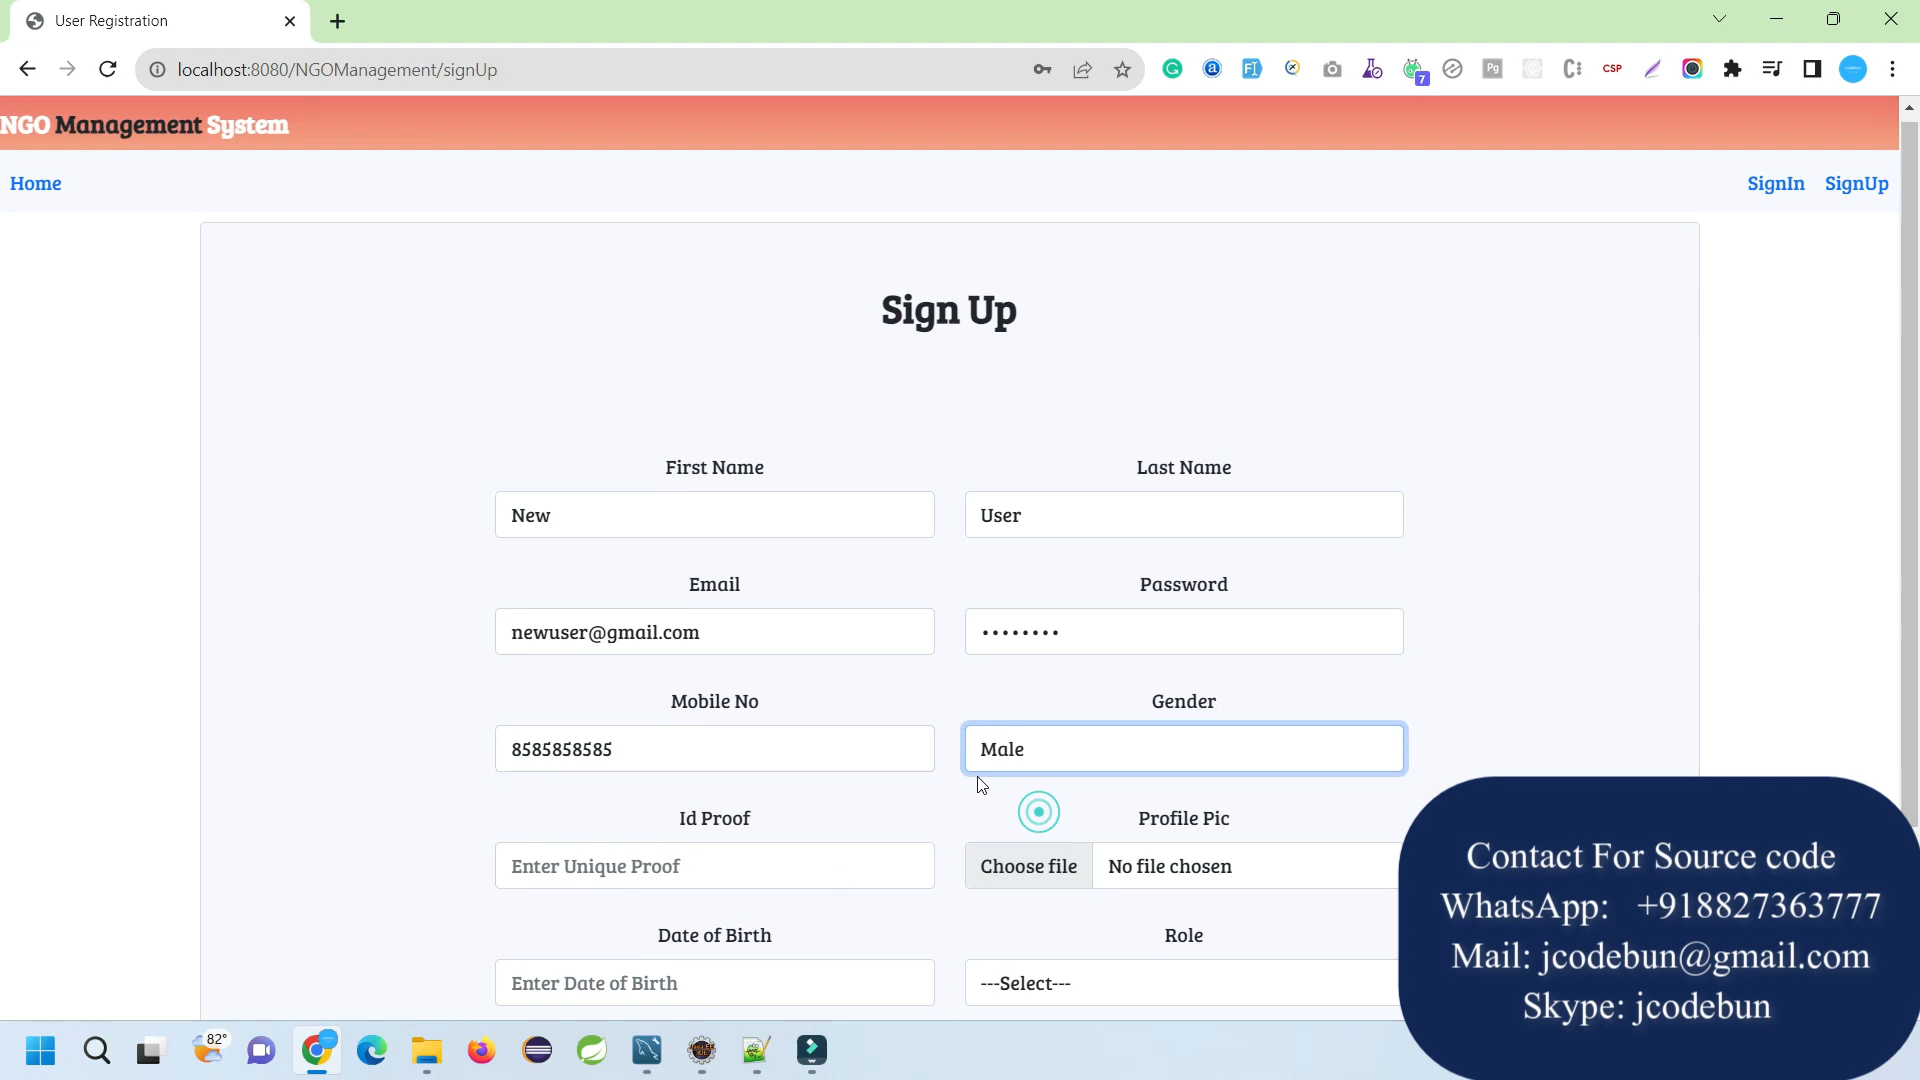 User Registration
localhost:8080/NGOManagement/signUp
7
Pg
CSP
NGO Management System
Home
SignIn SignUp
Sign Up
First Name Last Name
New User
Email Password
newuser@gmail.com ••••••••
Mobile No Gender
8585858585 Male
Id Proof Profile Pic
Enter Unique Proof Choose file No file chosen
Date of Birth Role
Enter Date of Birth ---Select---
Contact For Source code
WhatsApp: +918827363777
Mail: jcodebun@gmail.com
Skype: jcodebun
82°